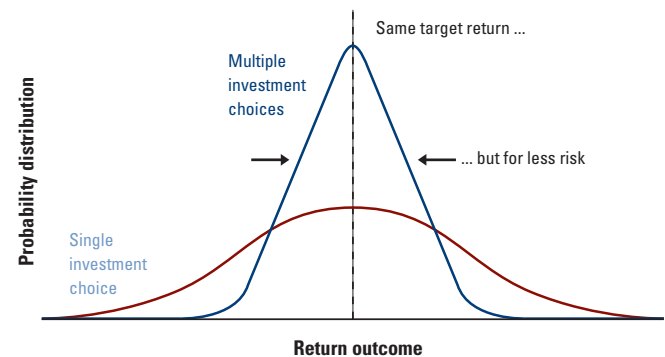 Same target return ...
Multiple
investment
choices
... but for less risk
Probability distribution
Single
investment
choice
Return outcome